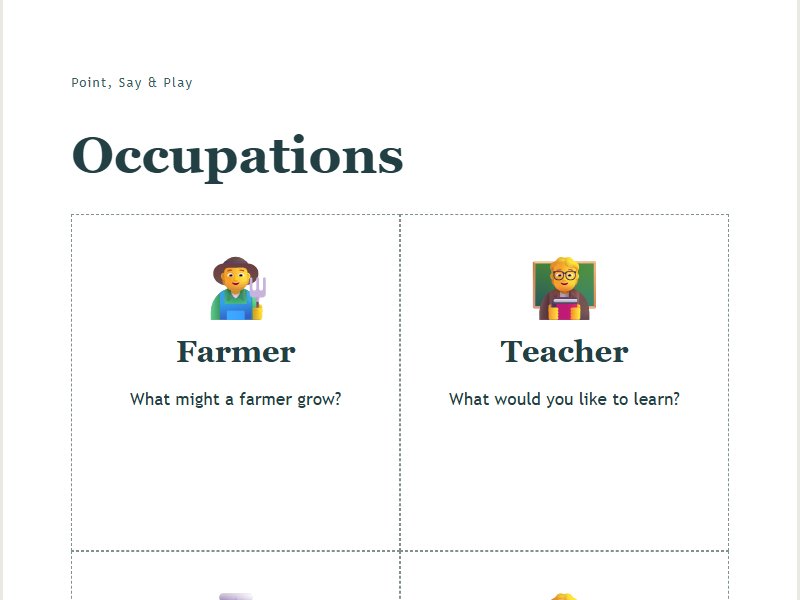 Point, Say & Play
Occupations
Farmer
What might a farmer grow?
Teacher
What would you like to learn?